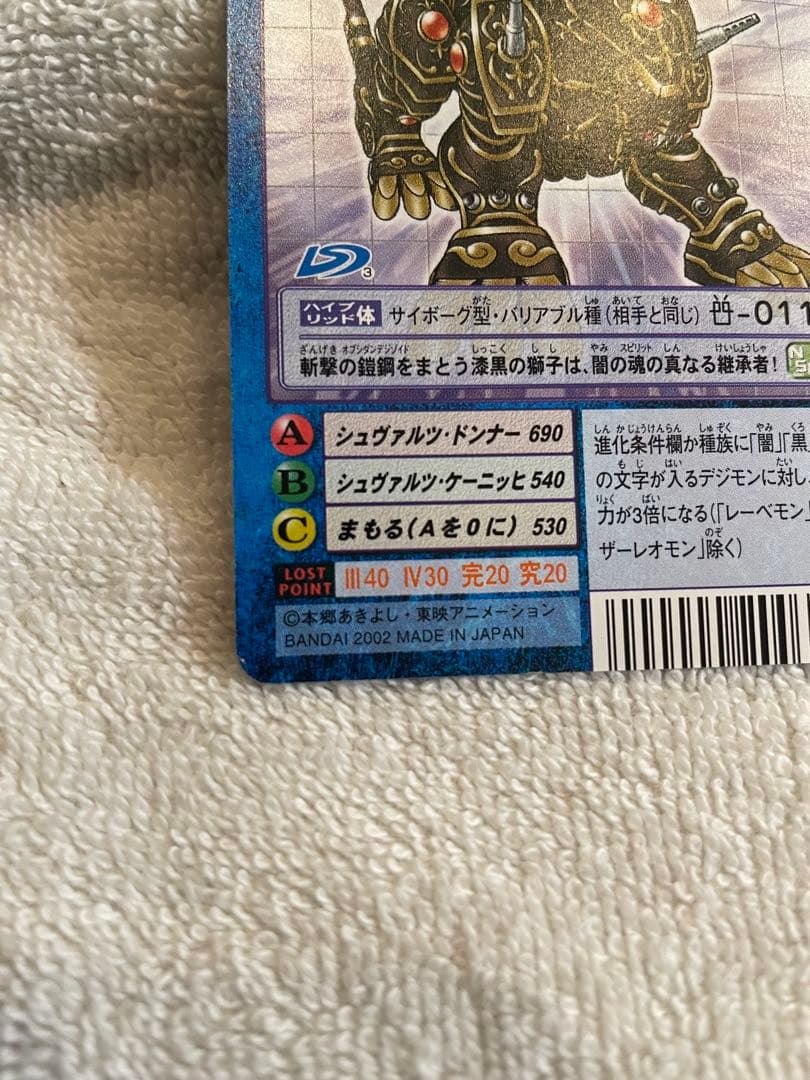 3
ハイブリッド体 サイボーグ型・バリアブル種(相手と同じ) -011
斬撃の鎧鋼をまとう漆黒の獅子は、闇の魂の真なる継承者!
A シュヴァルツ・ドンナー 690
B シュヴァルツ・ケーニッヒ 540
C まもる(Aを0に) 530
LOST POINT III40 IV30 完20 究20
©本郷あきよし・東映アニメーション
BANDAI 2002 MADE IN JAPAN
進化条件欄か種族に「闇」「黒」
の文字が入るデジモンに対し、
力が3倍になる(「レーベモン」
ザーレオモン」除く)